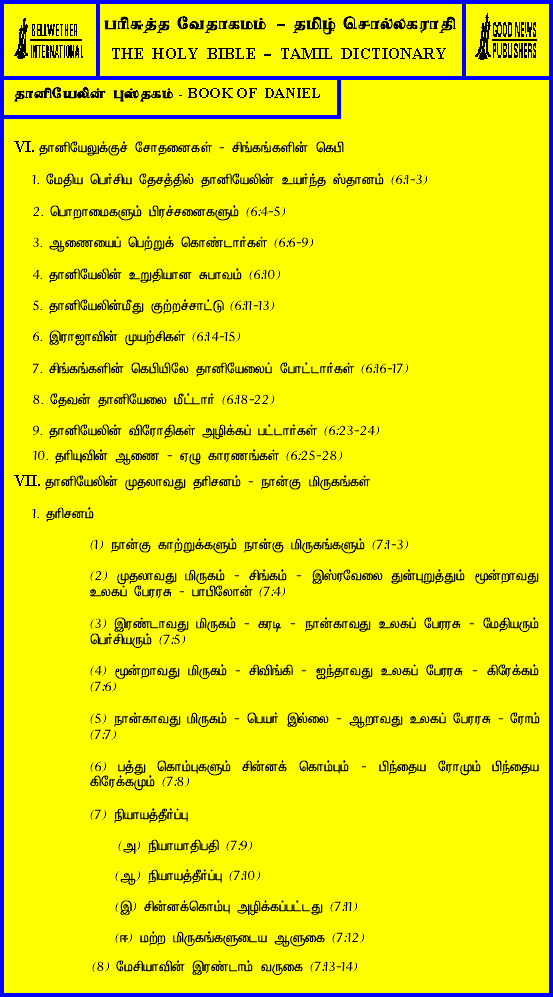 BELLWETHER INTERNATIONAL
பரிசுத்த வேதாகமம் – தமிழ் சொல்லகராதி
THE HOLY BIBLE – TAMIL DICTIONARY
GOOD NEWS PUBLISHERS
தானியேலின் புஸ்தகம் - BOOK OF DANIEL
VI. தானியேலுக்குச் சோதனைகள் - சிங்கங்களின் கெபி
1. மேதிய பெர்சிய தேசத்தில் தானியேலின் உயர்ந்த ஸ்தானம் (6:1-3)
2. பொறாமைகளும் பிரச்சனைகளும் (6:4-5)
3. ஆணையைப் பெற்றுக் கொண்டார்கள் (6:6-9)
4. தானியேலின் உறுதியான சுபாவம் (6:10)
5. தானியேலின்மீது குற்றச்சாட்டு (6:11-13)
6. இராஜாவின் முயற்சிகள் (6:14-15)
7. சிங்கங்களின் கெபியிலே தானியேலைப் போட்டார்கள் (6:16-17)
8. தேவன் தானியேலை மீட்டார் (6:18-22)
9. தானியேலின் விரோதிகள் அழிக்கப் பட்டார்கள் (6:23-24)
10. தரியுவின் ஆணை - ஏழு காரணங்கள் (6:25-28)
VII. தானியேலின் முதலாவது தரிசனம் - நான்கு மிருகங்கள்
1. தரிசனம்
(1) நான்கு காற்றுக்களும் நான்கு மிருகங்களும் (7:1-3)
(2) முதலாவது மிருகம் - சிங்கம் - இஸ்ரவேலை துன்புறுத்தும் மூன்றாவது
உலகப் பேரரசு - பாபிலோன் (7:4)
(3) இரண்டாவது மிருகம் - கரடி - நான்காவது உலகப் பேரரசு - மேதியரும்
பெர்சியரும் (7:5)
(4) மூன்றாவது மிருகம் - சிவிங்கி - ஐந்தாவது உலகப் பேரரசு - கிரேக்கம்
(7:6)
(5) நான்காவது மிருகம் - பெயர் இல்லை - ஆறாவது உலகப் பேரரசு - ரோம்
(7:7)
(6) பத்து கொம்புகளும் சின்னக் கொம்பும் - பிந்தைய ரோமும் பிந்தைய
கிரேக்கமும் (7:8)
(7) நியாயத்தீர்ப்பு
(அ) நியாயாதிபதி (7:9)
(ஆ) நியாயத்தீர்ப்பு (7:10)
(இ) சின்னக்கொம்பு அழிக்கப்பட்டது (7:11)
(ஈ) மற்ற மிருகங்களுடைய ஆளுகை (7:12)
(8) மேசியாவின் இரண்டாம் வருகை (7:13-14)